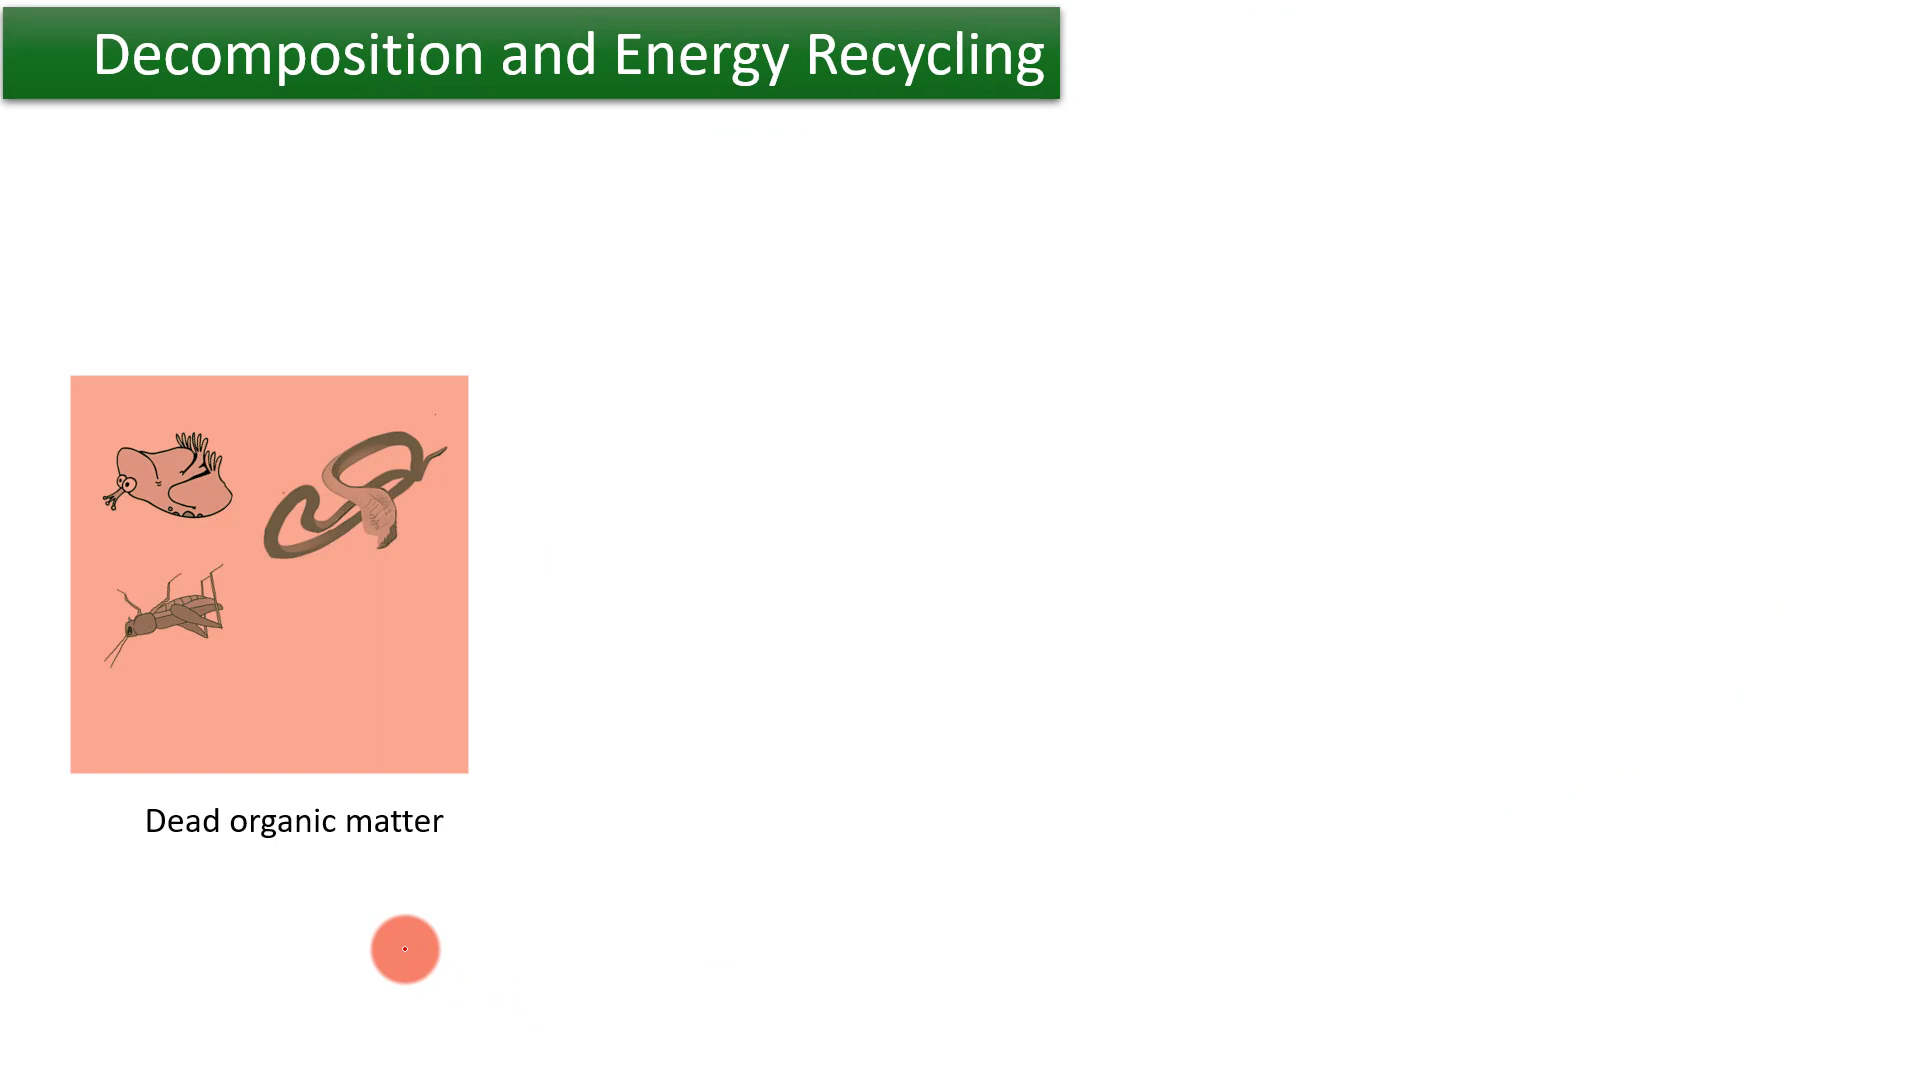 Decomposition and Energy Recycling
Dead organic matter